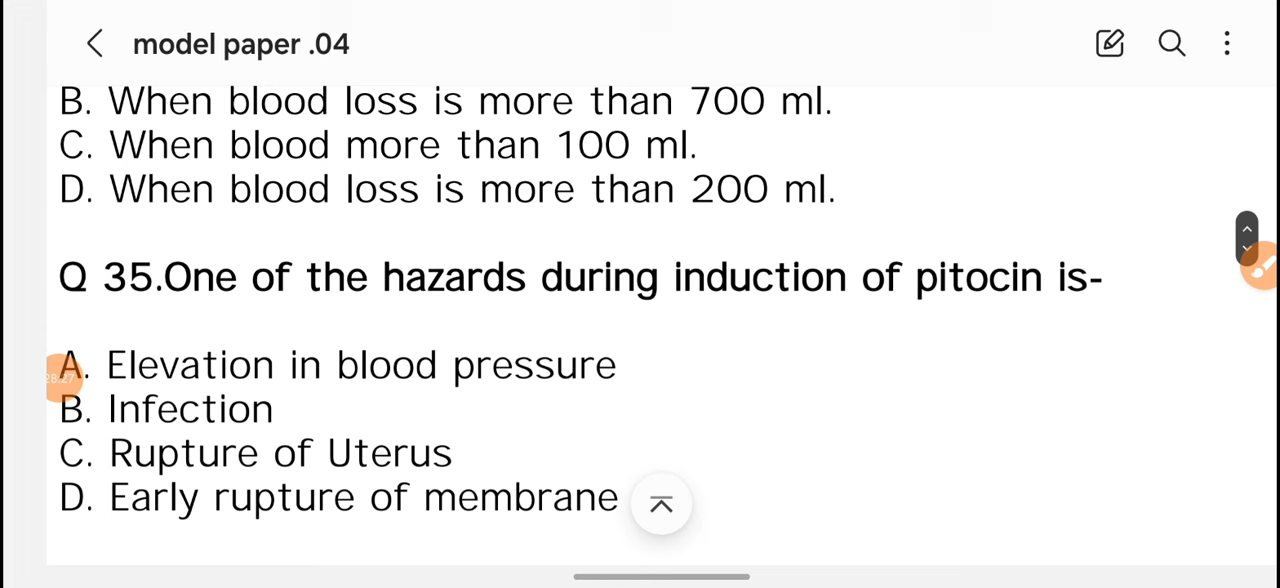 model paper .04
B. When blood loss is more than 700 ml.
C. When blood more than 100 ml.
D. When blood loss is more than 200 ml.
Q 35.One of the hazards during induction of pitocin is-
A. Elevation in blood pressure
28:27
B. Infection
C. Rupture of Uterus
D. Early rupture of membrane